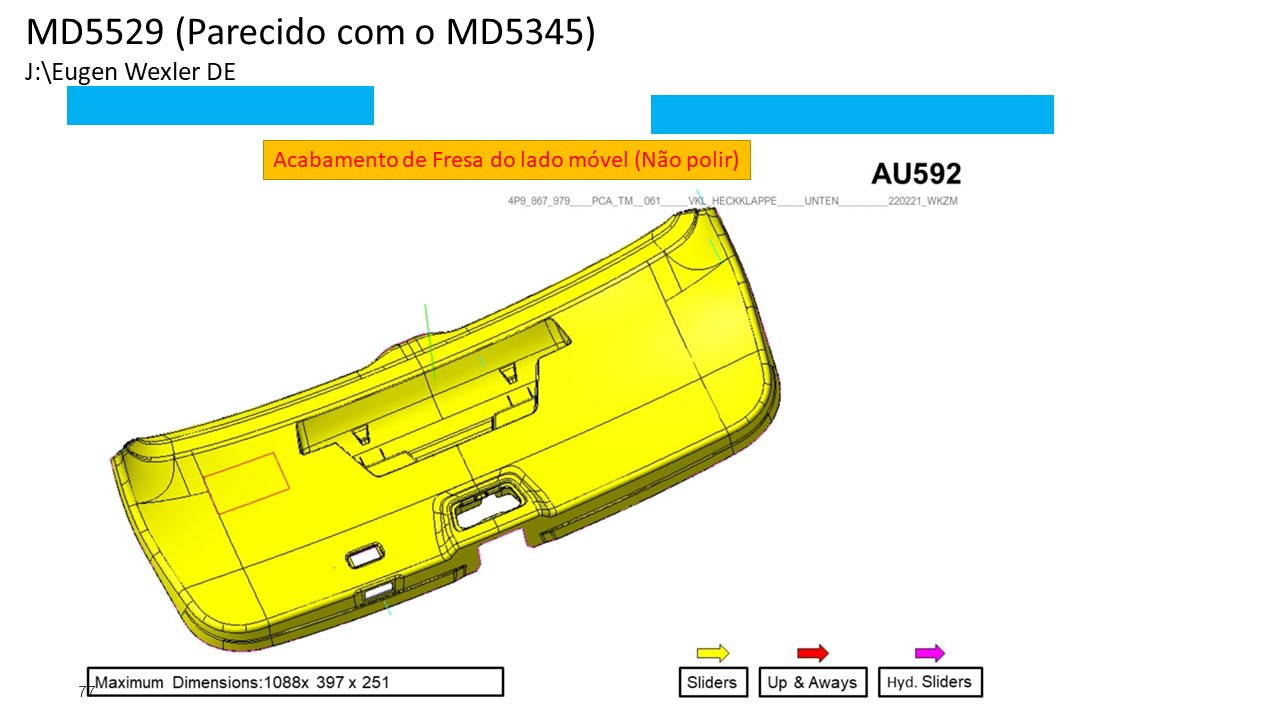 MD5529 (Parecido com o MD5345)
J:\Eugen Wexler DE
Acabamento de Fresa do lado móvel (Não polir)
AU592
4P9_867_979____PCA_TM__061_____VKL_HECKKLAPPE_____UNTEN_________220221_WKZM
Sliders Up & Aways Hyd. Sliders
Maximum Dimensions:1088x 397 x 251
77